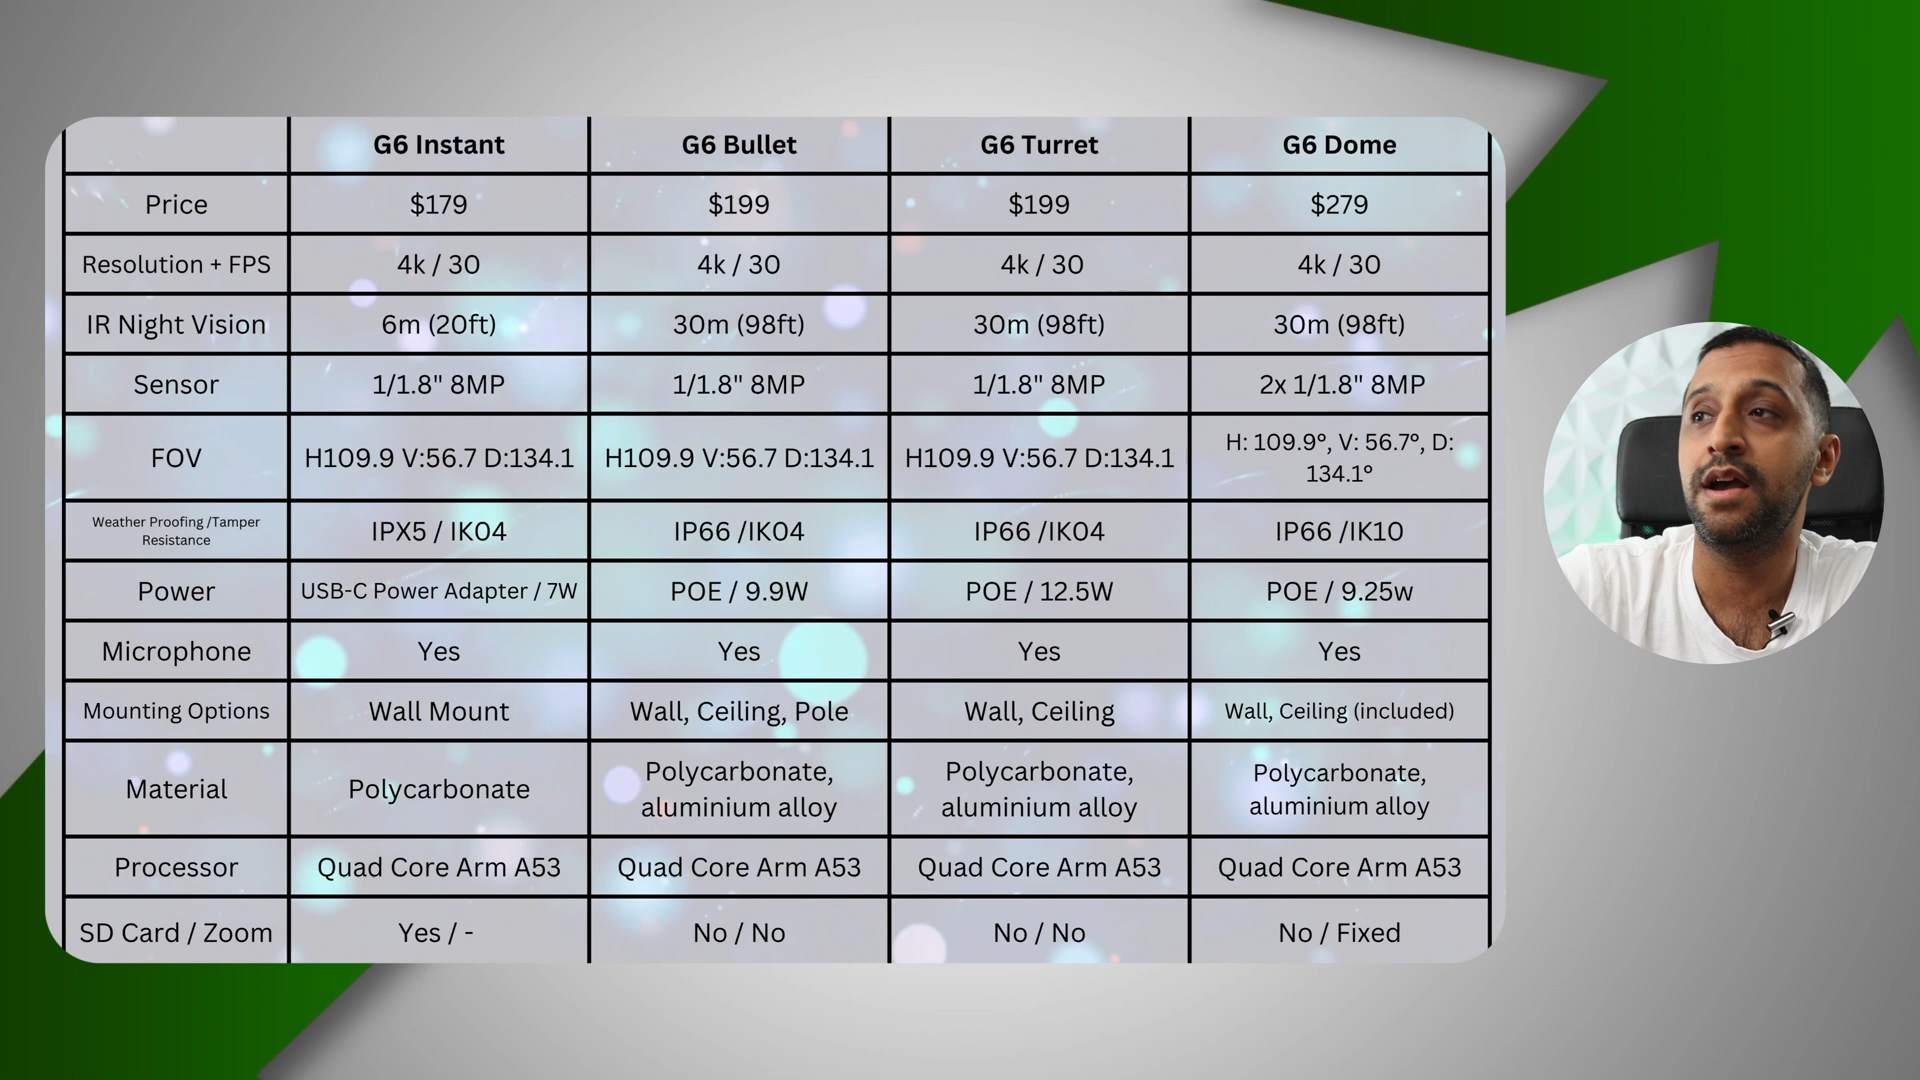 G6 Instant G6 Bullet G6 Turret G6 Dome
Price $179 $199 $199 $279
Resolution + FPS 4k / 30 4k / 30 4k / 30 4k / 30
IR Night Vision 6m (20ft) 30m (98ft) 30m (98ft) 30m (98ft)
Sensor 1/1.8" 8MP 1/1.8" 8MP 1/1.8" 8MP 2x 1/1.8" 8MP
FOV H109.9 V:56.7 D:134.1 H109.9 V:56.7 D:134.1 H109.9 V:56.7 D:134.1 H: 109.9°, V: 56.7°, D:
134.1°
Weather Proofing /Tamper
Resistance IPX5 / IK04 IP66 /IK04 IP66 /IK04 IP66 /IK10
Power USB-C Power Adapter / 7W POE / 9.9W POE / 12.5W POE / 9.25w
Microphone Yes Yes Yes Yes
Mounting Options Wall Mount Wall, Ceiling, Pole Wall, Ceiling Wall, Ceiling (included)
Material Polycarbonate Polycarbonate, Polycarbonate, Polycarbonate,
aluminium alloy aluminium alloy aluminium alloy
Processor Quad Core Arm A53 Quad Core Arm A53 Quad Core Arm A53 Quad Core Arm A53
SD Card / Zoom Yes / - No / No No / No No / Fixed